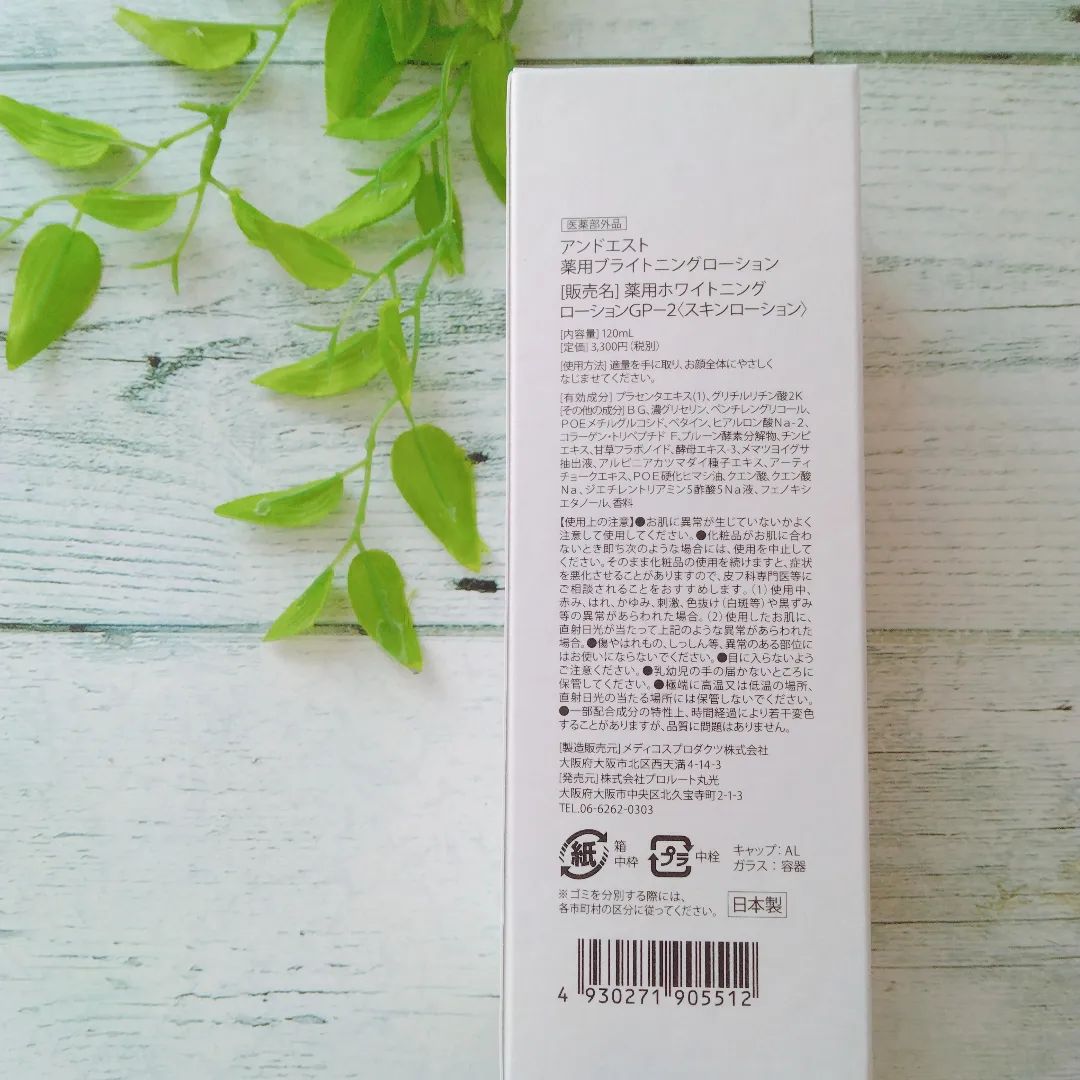 医薬部外品
アンドエスト
薬用ブライトニングローション
[販売名] 薬用ホワイトニング
ローションGP-2〈スキンローション〉
[内容量] 120mL
[定価] 3,300円（税別）
[使用方法] 適量を手に取り、お顔全体にやさしく
なじませてください。
[有効成分] プラセンタエキス(1)、グリチルリチン酸2K
[その他の成分] BG、濃グリセリン、ペンチレングリコール、
POEメチルグルコシド、ベタイン、ヒアルロン酸Na-2、
コラーゲン・トリペプチド F、プルーン酵素分解物、チンピ
エキス、甘草フラボノイド、酵母エキス-3、メマツヨイグサ
抽出液、アルピニアカツマダイ種子エキス、アーティ
チョークエキス、POE硬化ヒマシ油、クエン酸、クエン酸
Na、ジエチレントリアミン5酢酸5Na液、フェノキシ
エタノール、香料
【使用上の注意】●お肌に異常が生じていないかよく
注意して使用してください。●化粧品がお肌に合わ
ないとき即ち次のような場合には、使用を中止して
ください。そのまま化粧品の使用を続けますと、症状
を悪化させることがありますので、皮フ科専門医等に
ご相談されることをおすすめします。（1）使用中、
赤み、はれ、かゆみ、刺激、色抜け（白斑等）や黒ずみ
等の異常があらわれた場合。（2）使用したお肌に、
直射日光が当たって上記のような異常があらわれた
場合。●傷やはれもの、しっしん等、異常のある部位に
はお使いにならないでください。●目に入らないよう
ご注意ください。●乳幼児の手の届かないところに
保管してください。●極端に高温又は低温の場所、
直射日光の当たる場所には保管しないでください。
●一部配合成分の特性上、時間経過により若干変色
することがありますが、品質に問題はありません。
[製造販売元] メディコスプロダクツ株式会社
大阪府大阪市北区西天満4-14-3
[発売元] 株式会社プロルート丸光
大阪府大阪市中央区北久宝寺町2-1-3
TEL.06-6262-0303
紙 箱 中枠 プラ 中栓 キャップ：AL
ガラス：容器
※ゴミを分別する際には、
各市町村の区分に従ってください。 日本製
4 930271 905512